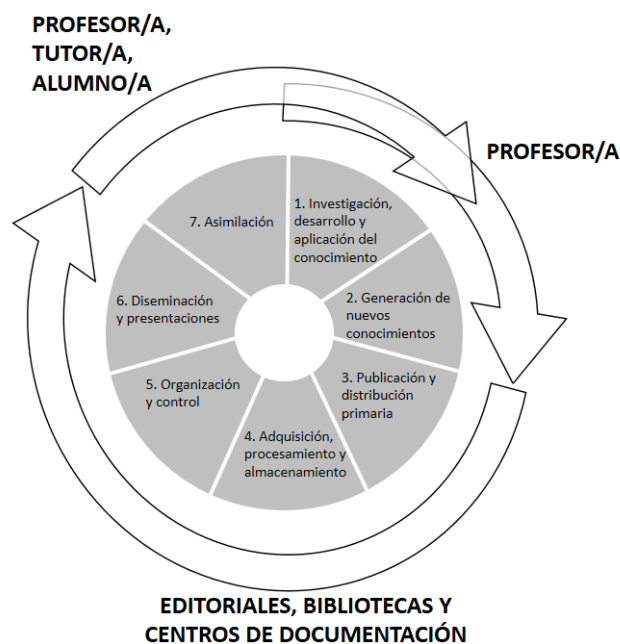 PROFESOR/A,
TUTOR/A,
ALUMNO/A
PROFESOR/A
1. Investigación,
desarrollo y
aplicación del
conocimiento
2. Generación de
nuevos
conocimientos
3. Publicación y
distribución
primaria
4. Adquisición,
procesamiento y
almacenamiento
5. Organización
y control
6. Diseminación
y presentaciones
7. Asimilación
EDITORIALES, BIBLIOTECAS Y
CENTROS DE DOCUMENTACIÓN